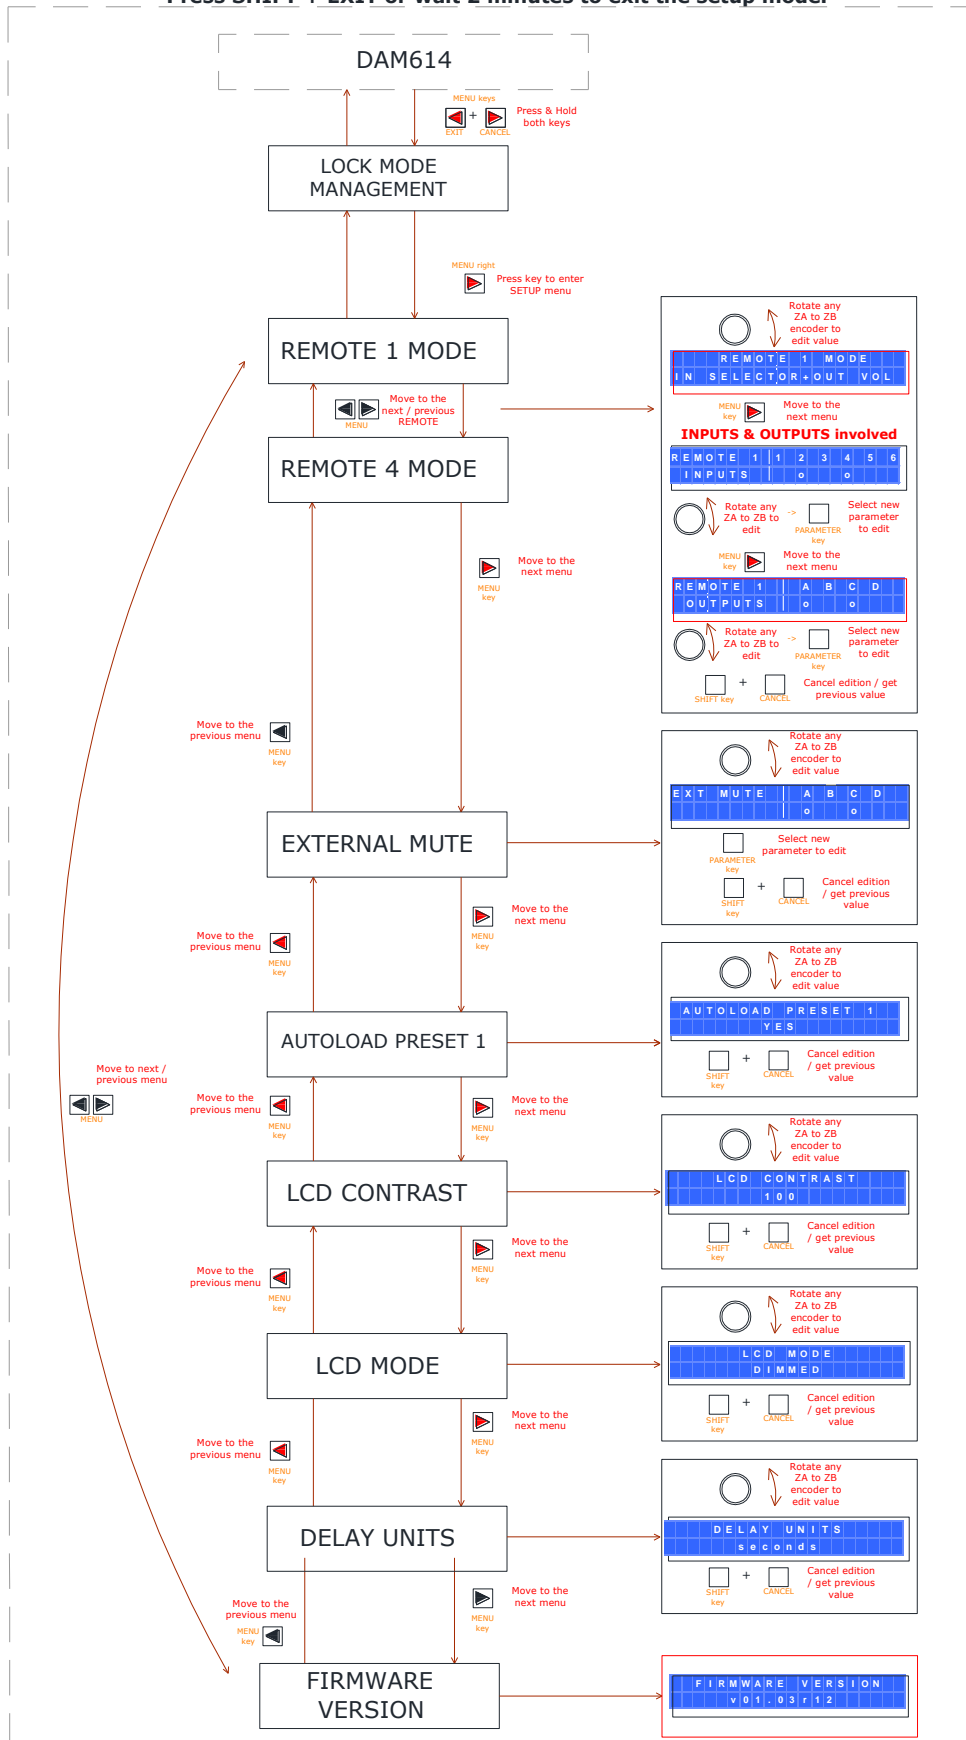 Press SHIFT + EXIT or wait 2 minutes to exit the setup mode.
DAM614
MENU keys
+
EXIT
CANCEL
Press & Hold
both keys
LOCK MODE
MANAGEMENT
MENU right
Press key to enter
SETUP menu
REMOTE 1 MODE
MENU
Move to the
next / previous
REMOTE
REMOTE 4 MODE
Rotate any
ZA to ZB
encoder to
edit value
REMOTE 1 MODE
IN SELECTOR+OUT VOL
MENU
key
Move to the
next menu
INPUTS & OUTPUTS involved
REMOTE 1 1 2 3 4 5 6
INPUTS o o
Rotate any
ZA to ZB to
edit
->
PARAMETER
key
Select new
parameter
to edit
MENU
key
Move to the
next menu
REMOTE 1 A B C D
OUTPUTS o o
Rotate any
ZA to ZB to
edit
->
PARAMETER
key
Select new
parameter
to edit
+
SHIFT key
CANCEL
Cancel edition / get
previous value
MENU
key
Move to the
next menu
Move to the
previous menu
MENU
key
EXTERNAL MUTE
Rotate any
ZA to ZB
encoder to
edit value
EXT MUTE A B C D
o o
PARAMETER
key
Select new
parameter to edit
+
SHIFT
key
CANCEL
Cancel edition
/ get previous
value
Move to the
next menu
MENU
key
Move to the
previous menu
MENU
key
AUTOLOAD PRESET 1
Rotate any
ZA to ZB
encoder to
edit value
AUTOLOAD PRESET 1
YES
+
SHIFT
key
CANCEL
Cancel edition
/ get previous
value
Move to next /
previous menu
MENU
Move to the
previous menu
MENU
key
Move to the
next menu
MENU
key
LCD CONTRAST
Rotate any
ZA to ZB
encoder to
edit value
LCD CONTRAST
100
+
SHIFT
key
CANCEL
Cancel edition
/ get previous
value
Move to the
next menu
MENU
key
Move to the
previous menu
MENU
key
LCD MODE
Rotate any
ZA to ZB
encoder to
edit value
LCD MODE
DIMMED
+
SHIFT
key
CANCEL
Cancel edition
/ get previous
value
Move to the
next menu
MENU
key
Move to the
previous menu
MENU
key
DELAY UNITS
Rotate any
ZA to ZB
encoder to
edit value
DELAY UNITS
seconds
+
SHIFT
key
CANCEL
Cancel edition
/ get previous
value
Move to the
next menu
MENU
key
Move to the
previous menu
MENU
key
FIRMWARE
VERSION
FIRMWARE VERSION
v01.03r12